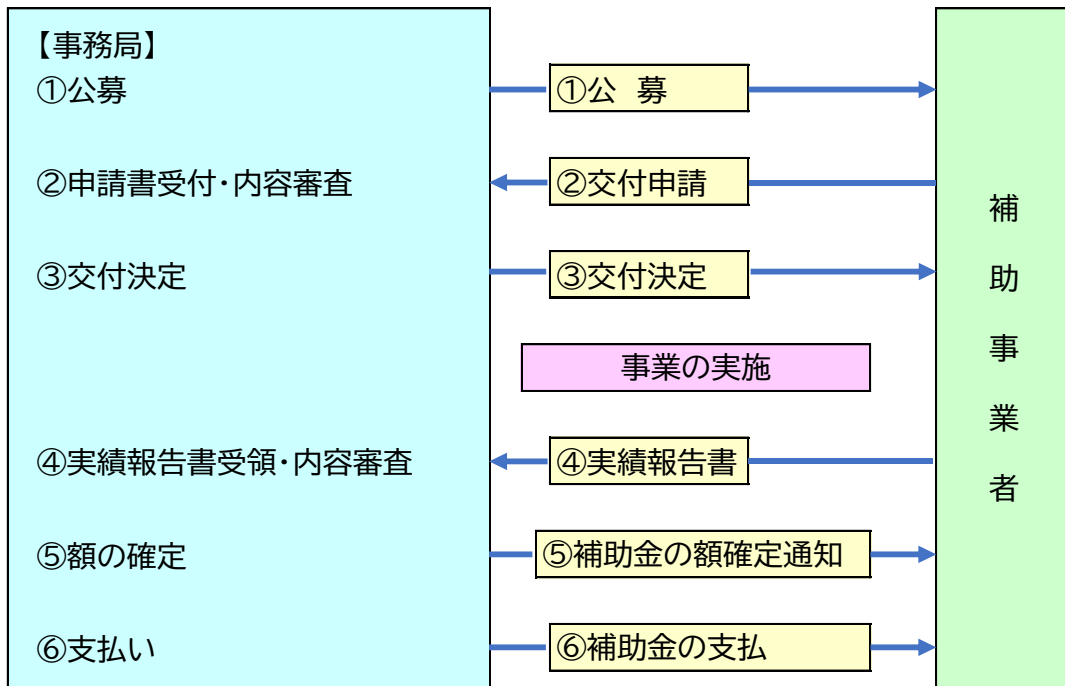 【事務局】
①公募
①公　募
②申請書受付・内容審査
②交付申請
③交付決定
③交付決定
事業の実施
④実績報告書受領・内容審査
④実績報告書
⑤額の確定
⑤補助金の額確定通知
⑥支払い
⑥補助金の支払
補助事業者